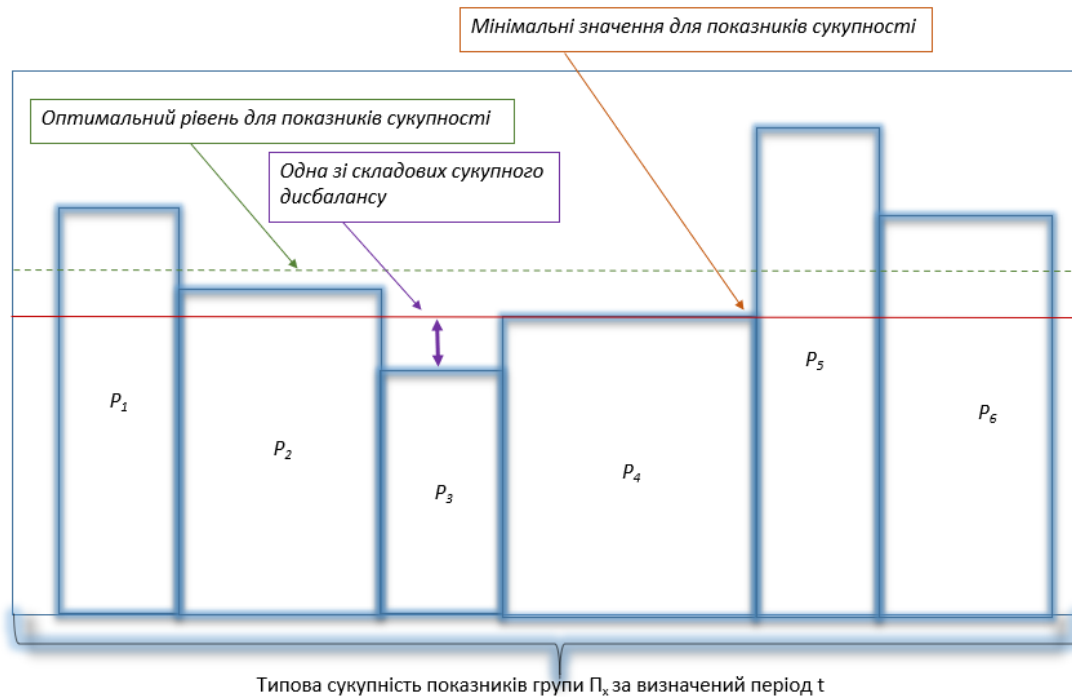 Мінімальні значення для показників сукупності
Оптимальний рівень для показників сукупності
Одна зі складових сукупного
дисбалансу
P₁
P₂
P₃
P₄
P₅
P₆
Типова сукупність показників групи Пₓ за визначений період t